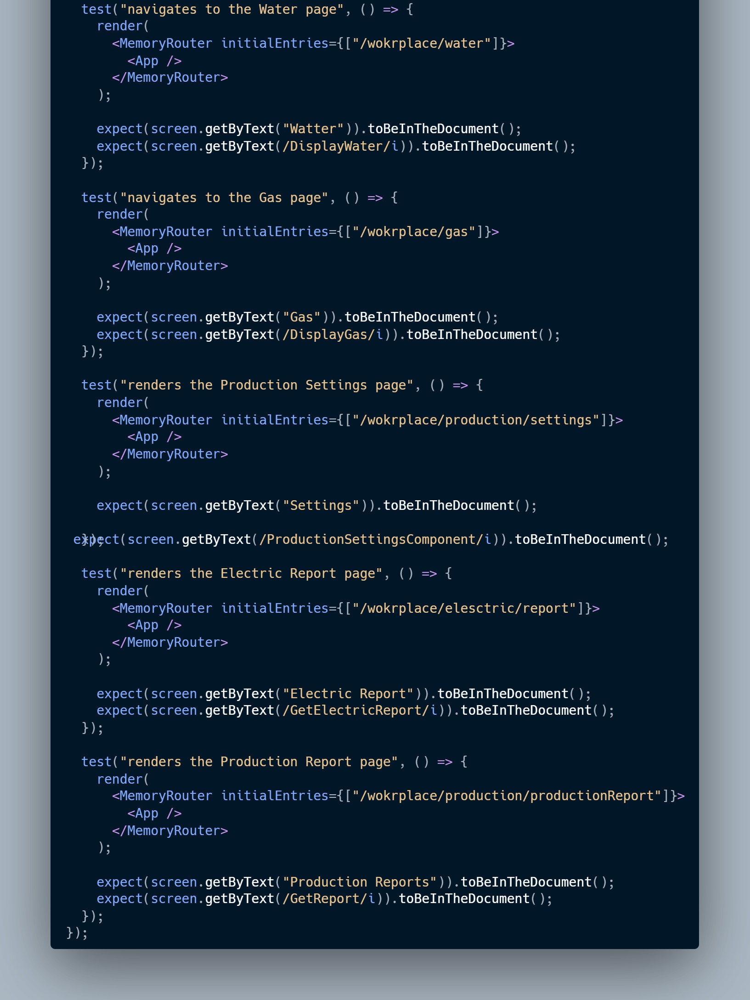 test("navigates to the Water page", () => {
render(
<MemoryRouter initialEntries={["/wokrplace/water"]}>
<App />
</MemoryRouter>
);
expect(screen.getByText("Watter")).toBeInTheDocument();
expect(screen.getByText(/DisplayWater/i)).toBeInTheDocument();
});
test("navigates to the Gas page", () => {
render(
<MemoryRouter initialEntries={["/wokrplace/gas"]}>
<App />
</MemoryRouter>
);
expect(screen.getByText("Gas")).toBeInTheDocument();
expect(screen.getByText(/DisplayGas/i)).toBeInTheDocument();
});
test("renders the Production Settings page", () => {
render(
<MemoryRouter initialEntries={["/wokrplace/production/settings"]}>
<App />
</MemoryRouter>
);
expect(screen.getByText("Settings")).toBeInTheDocument();
expect(screen.getByText(/ProductionSettingsComponent/i)).toBeInTheDocument();
});
test("renders the Electric Report page", () => {
render(
<MemoryRouter initialEntries={["/wokrplace/elesctric/report"]}>
<App />
</MemoryRouter>
);
expect(screen.getByText("Electric Report")).toBeInTheDocument();
expect(screen.getByText(/GetElectricReport/i)).toBeInTheDocument();
});
test("renders the Production Report page", () => {
render(
<MemoryRouter initialEntries={["/wokrplace/production/productionReport"]}>
<App />
</MemoryRouter>
);
expect(screen.getByText("Production Reports")).toBeInTheDocument();
expect(screen.getByText(/GetReport/i)).toBeInTheDocument();
});
});